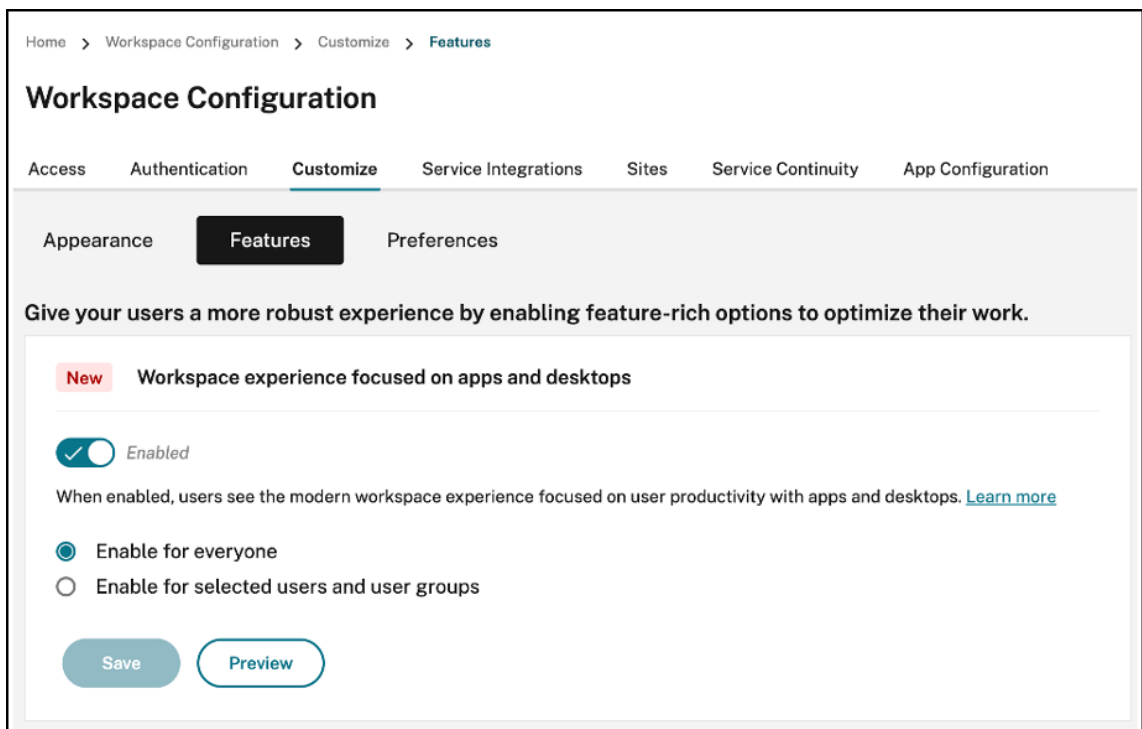 Home > Workspace Configuration > Customize > Features
Workspace Configuration
Access Authentication Customize Service Integrations Sites Service Continuity App Configuration
Appearance Features Preferences
Give your users a more robust experience by enabling feature-rich options to optimize their work.
New Workspace experience focused on apps and desktops
Enabled
When enabled, users see the modern workspace experience focused on user productivity with apps and desktops. Learn more
Enable for everyone
Enable for selected users and user groups
Save Preview